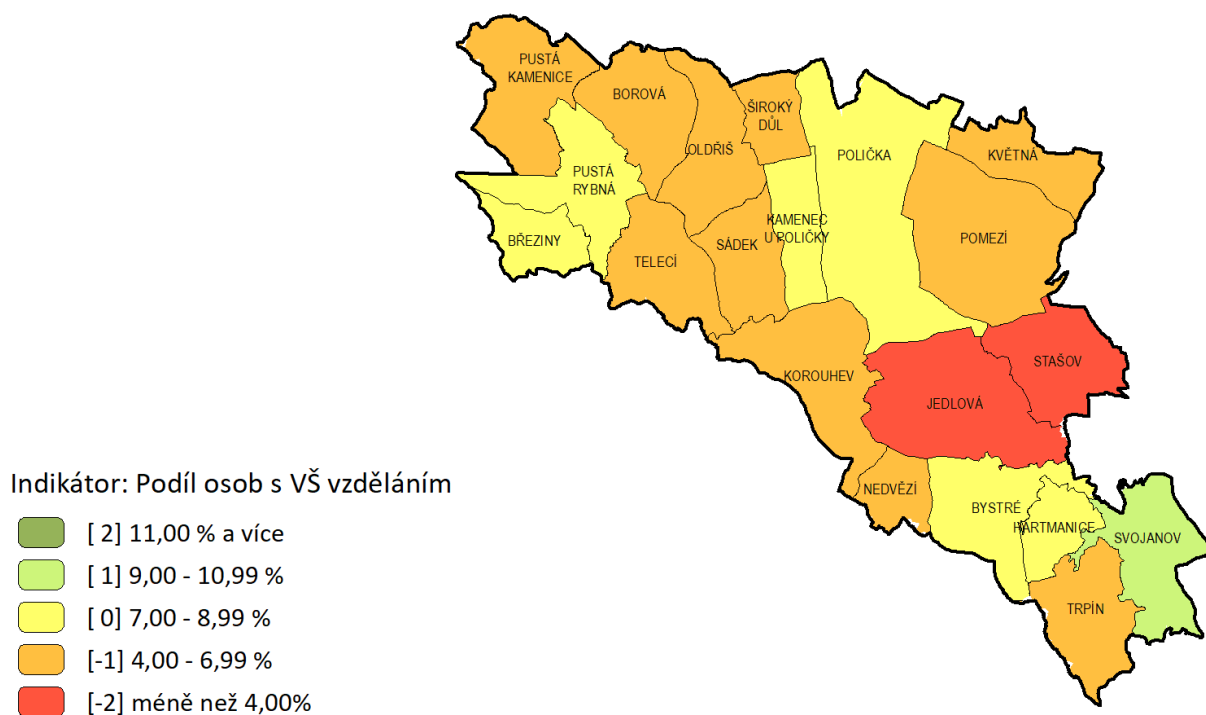 PUSTÁ
KAMENICE
BOROVÁ
ŠIROKÝ
DŮL
OLDŘIŠ
POLIČKA
KVĚTNÁ
PUSTÁ
RYBNÁ
KAMENEC
U POLIČKY
BŘEZINY
SÁDEK
POMEZÍ
TELECÍ
STAŠOV
KOROUHEV
JEDLOVÁ
NEDVĚZÍ
BYSTRÉ
HARTMANICE
SVOJANOV
TRPÍN
Indikátor: Podíl osob s VŠ vzděláním
[ 2] 11,00 % a více
[ 1] 9,00 - 10,99 %
[ 0] 7,00 - 8,99 %
[-1] 4,00 - 6,99 %
[-2] méně než 4,00%